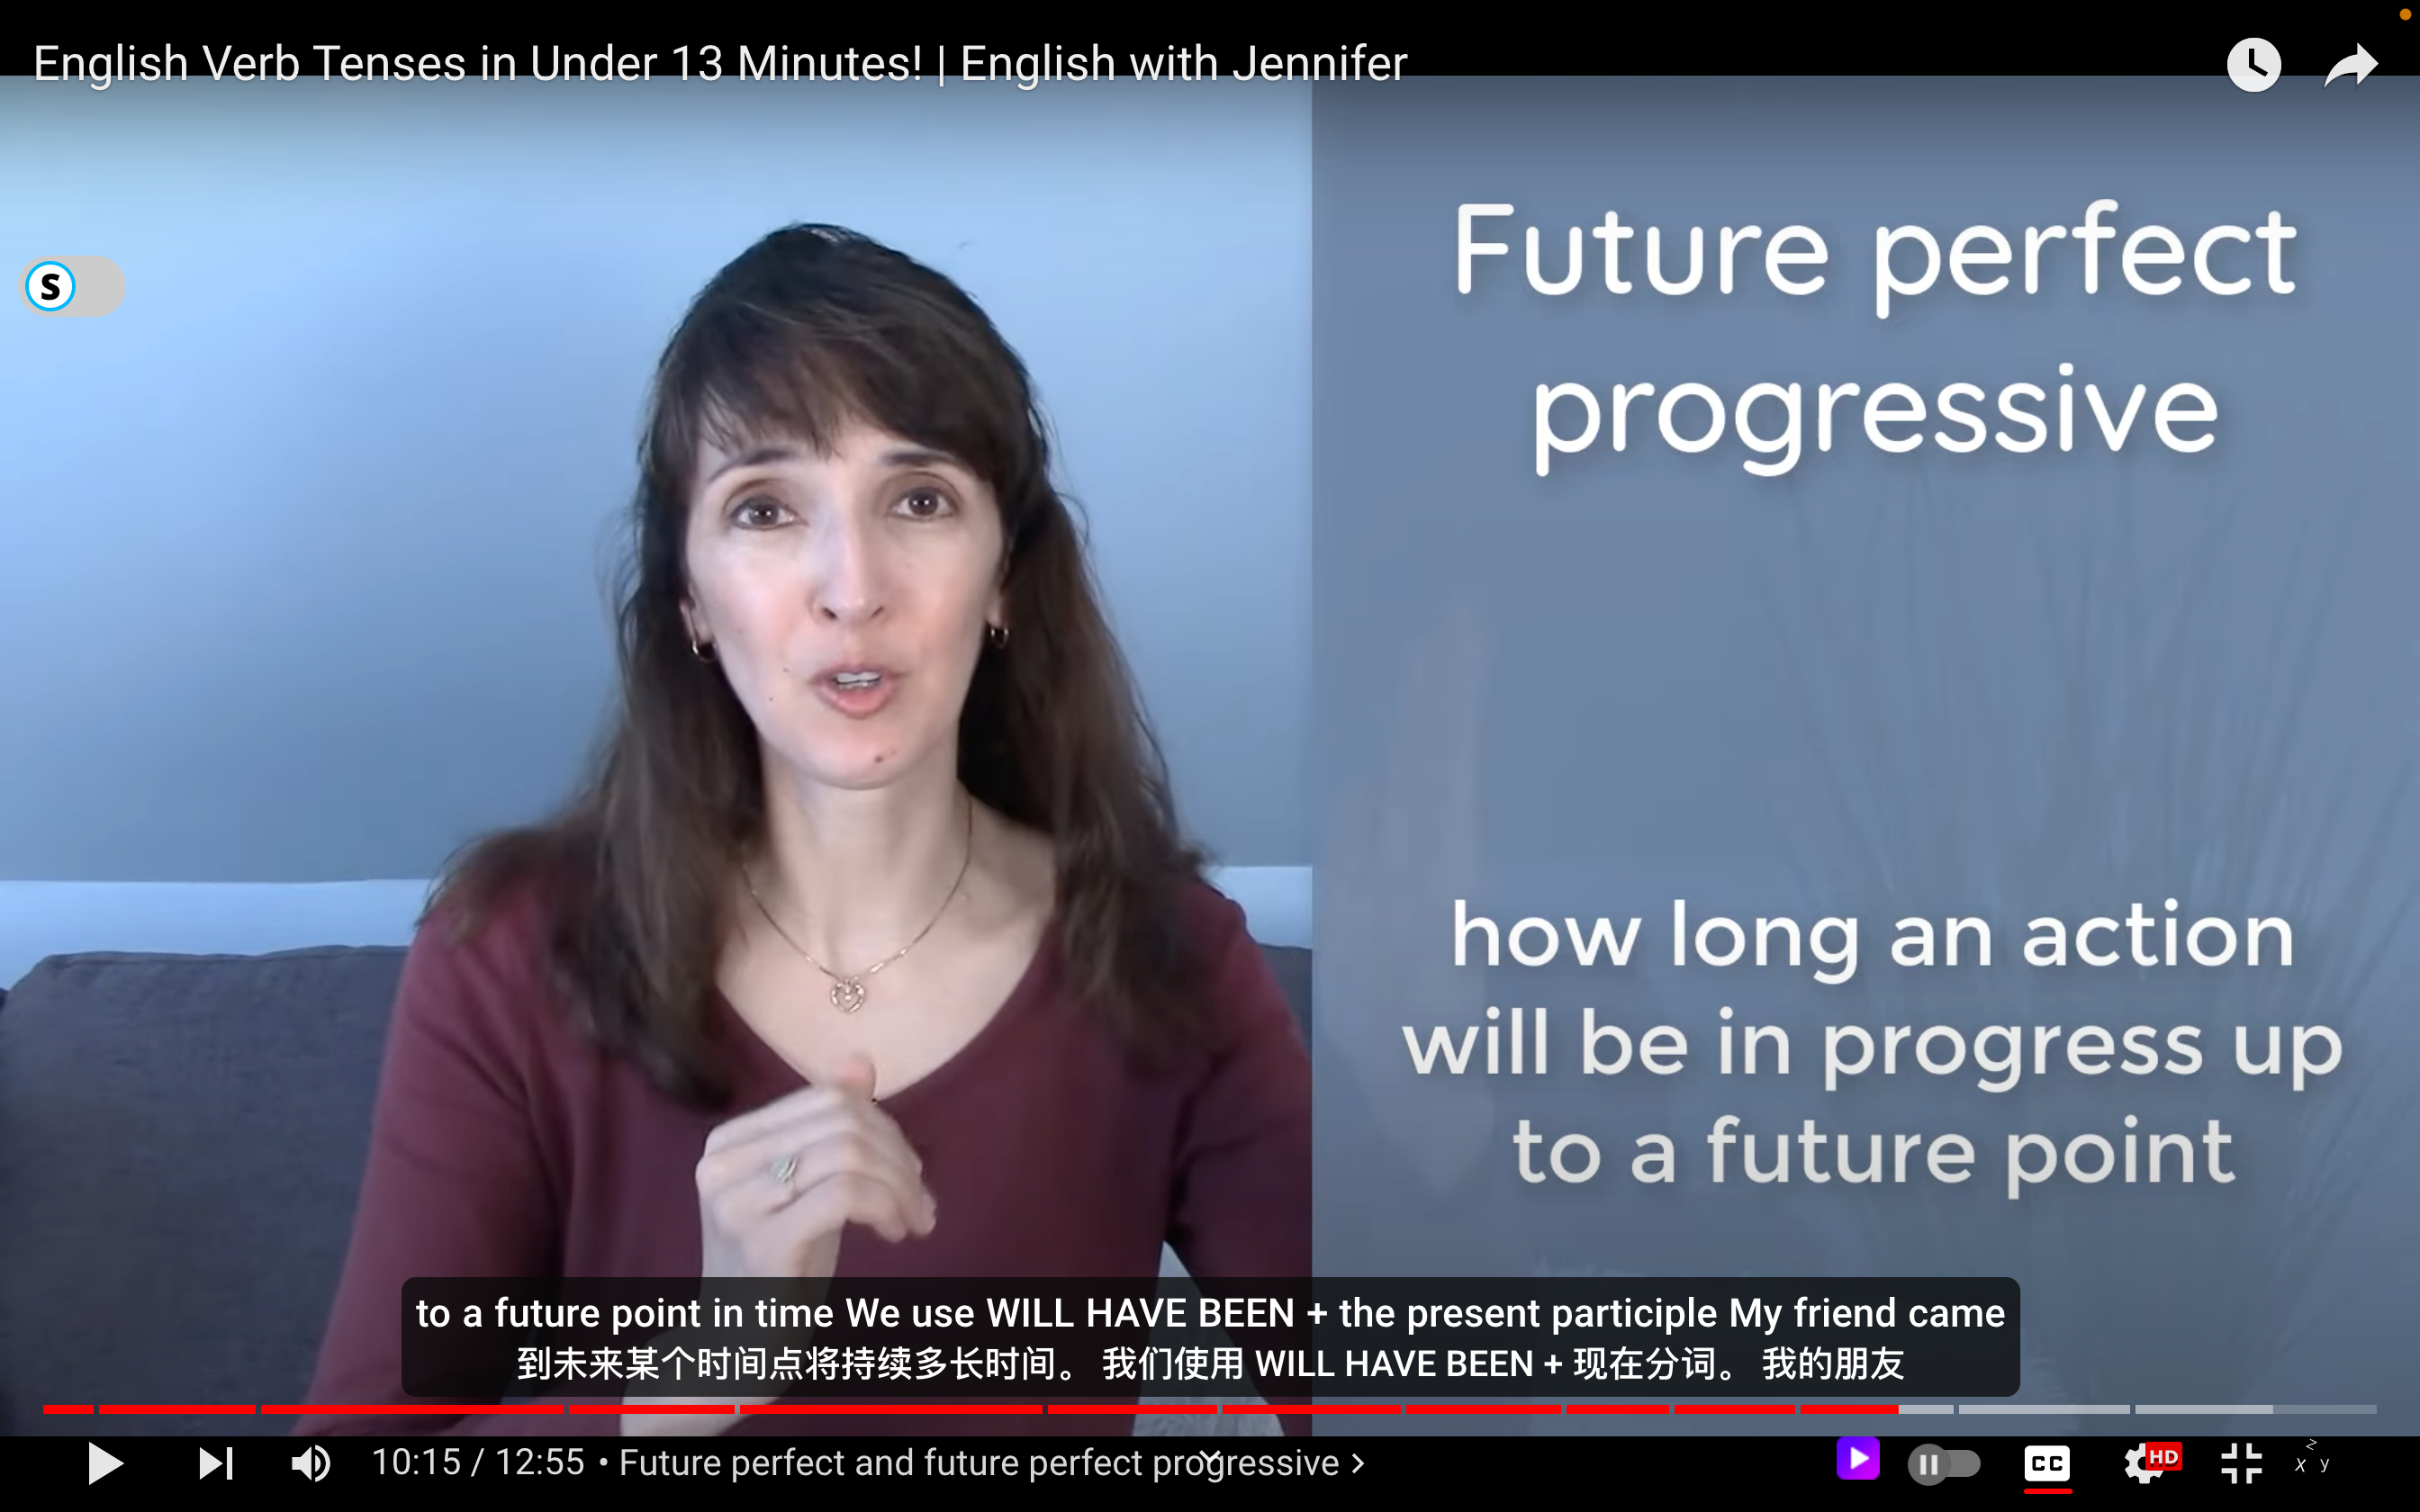 English Verb Tenses in Under 13 Minutes! | English with Jennifer
S
Future perfect
progressive
how long an action
will be in progress up
to a future point
to a future point in time We use WILL HAVE BEEN + the present participle My friend came
到未来某个时间点将持续多长时间。 我们使用 WILL HAVE BEEN + 现在分词。 我的朋友
10:15 / 12:55 • Future perfect and future perfect progressive
CC
HD
x y